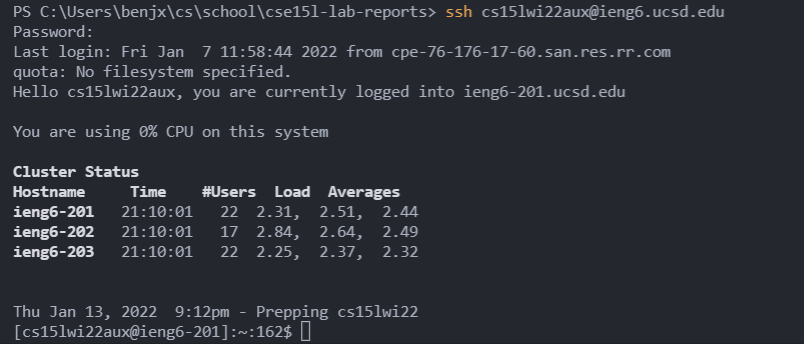 PS C:\Users\benjx\cs\school\cse15l-lab-reports> ssh cs15lwi22aux@ieng6.ucsd.edu
Password:
Last login: Fri Jan  7 11:58:44 2022 from cpe-76-176-17-60.san.res.rr.com
quota: No filesystem specified.
Hello cs15lwi22aux, you are currently logged into ieng6-201.ucsd.edu

You are using 0% CPU on this system

Cluster Status
Hostname     Time    #Users  Load  Averages
ieng6-201   21:10:01   22  2.31,  2.51,  2.44
ieng6-202   21:10:01   17  2.84,  2.64,  2.49
ieng6-203   21:10:01   22  2.25,  2.37,  2.32

Thu Jan 13, 2022  9:12pm - Prepping cs15lwi22
[cs15lwi22aux@ieng6-201]:~:162$